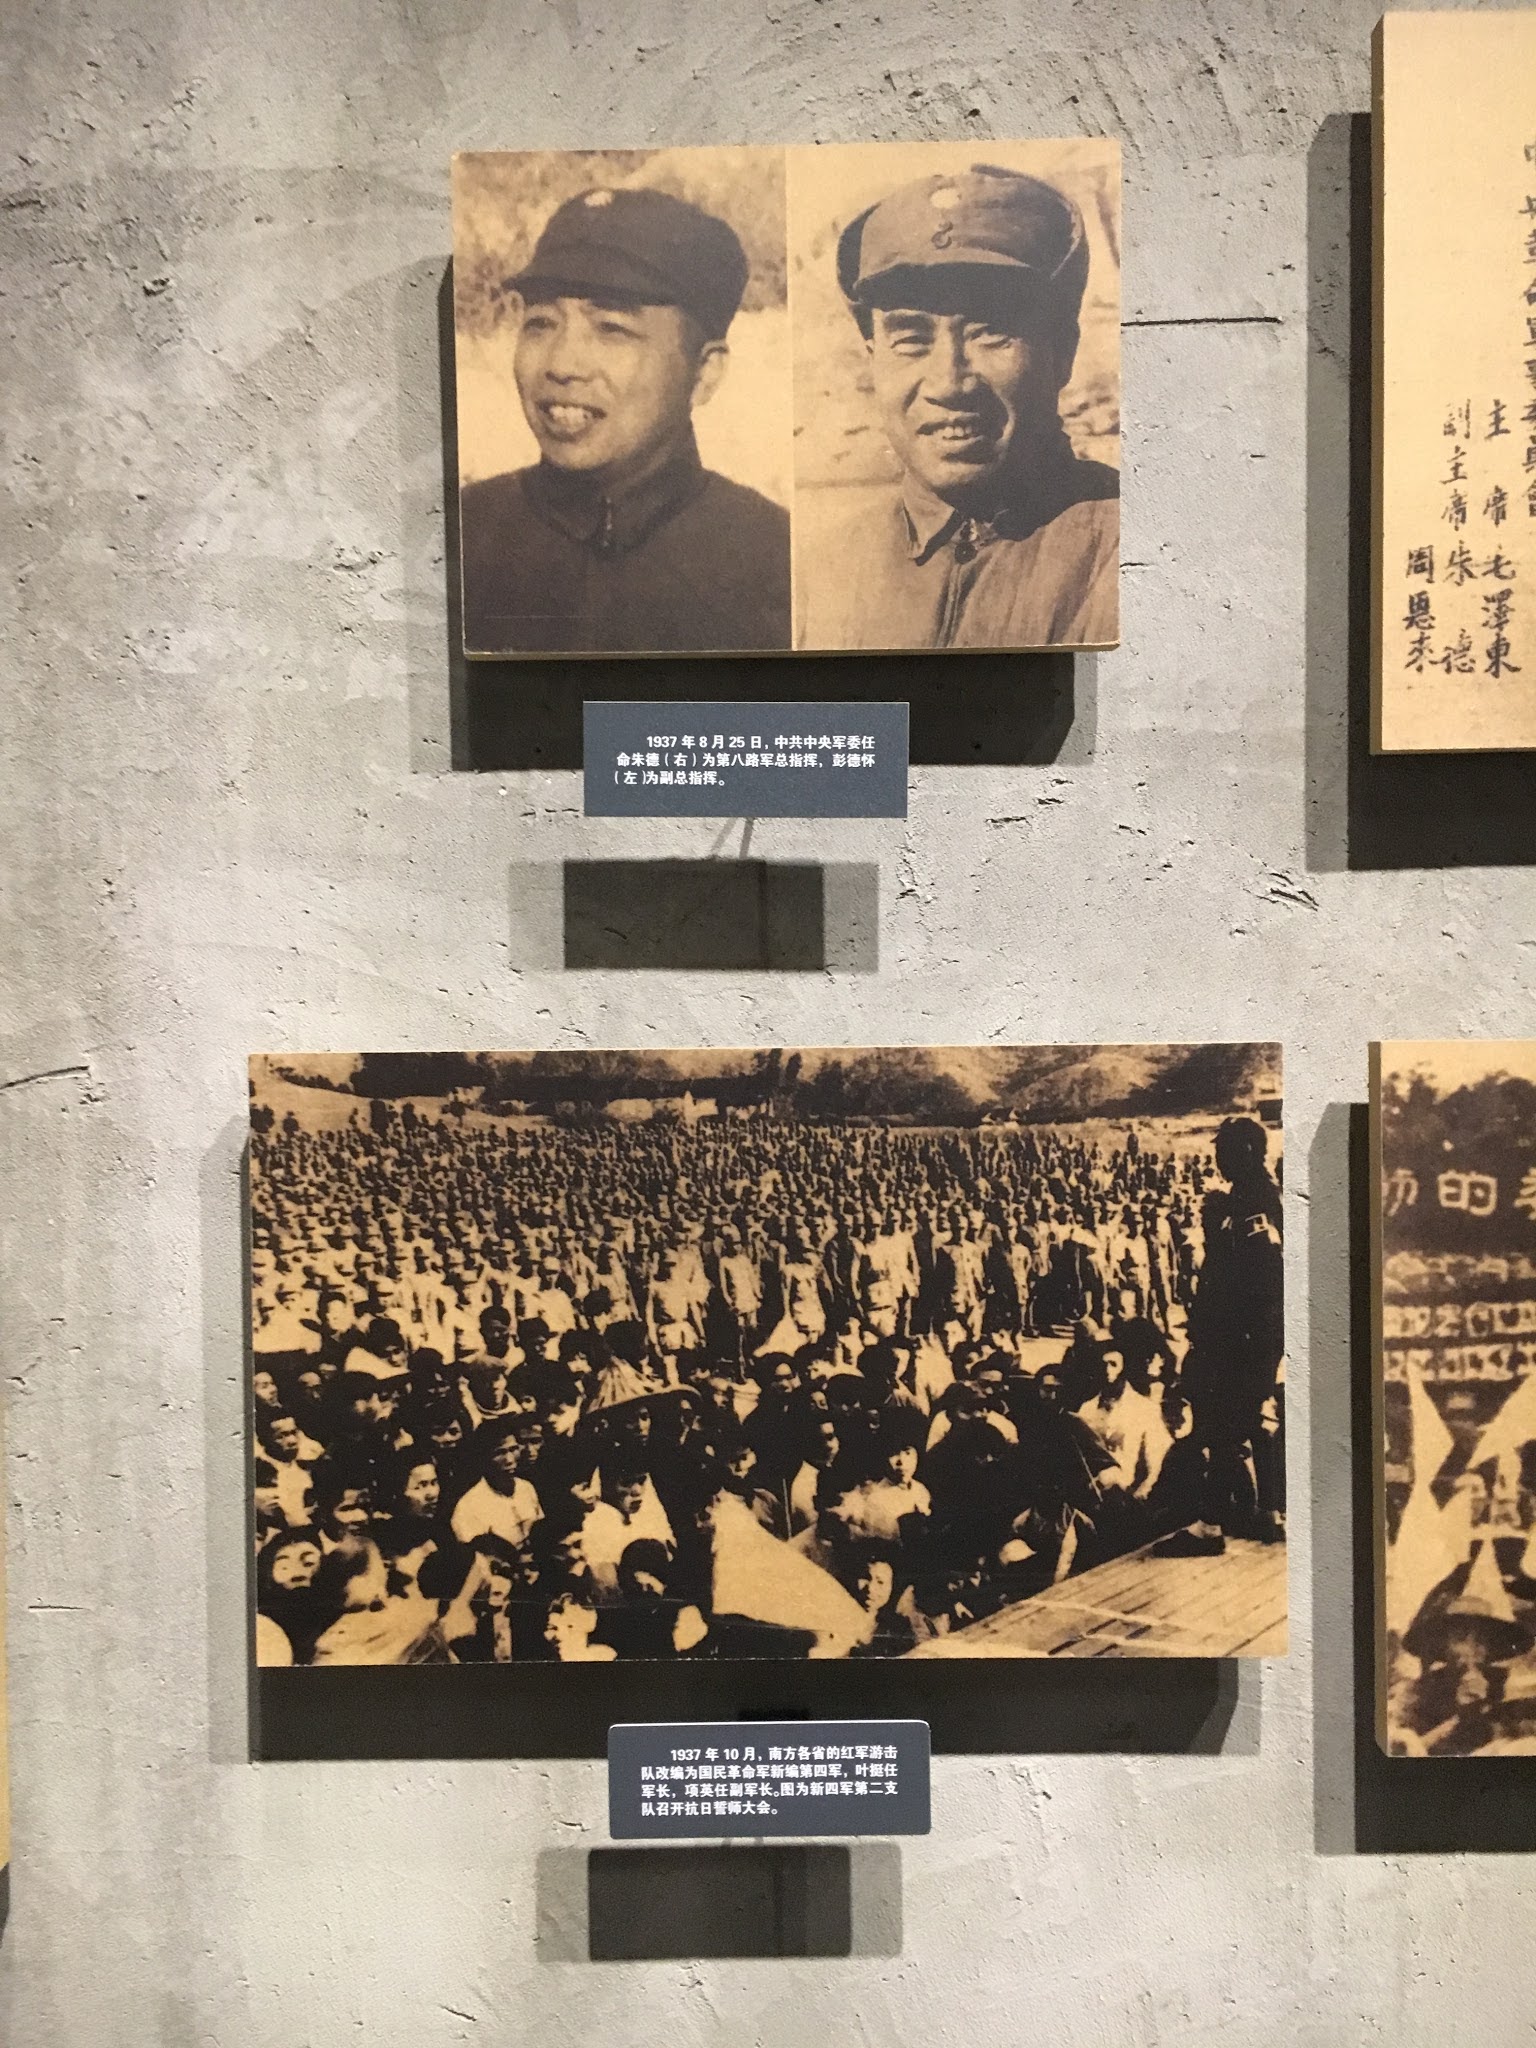 1937 年 8 月 25 日，中共中央军委任
命朱德（右）为第八路军总指挥，彭德怀
（左）为副总指挥。
主席 毛澤東
副主席 朱德
周恩来
1937 年 10 月，南方各省的红军游击
队改编为国民革命军新编第四军，叶挺任
军长，项英任副军长。图为新四军第二支
队召开抗日誓师大会。
的